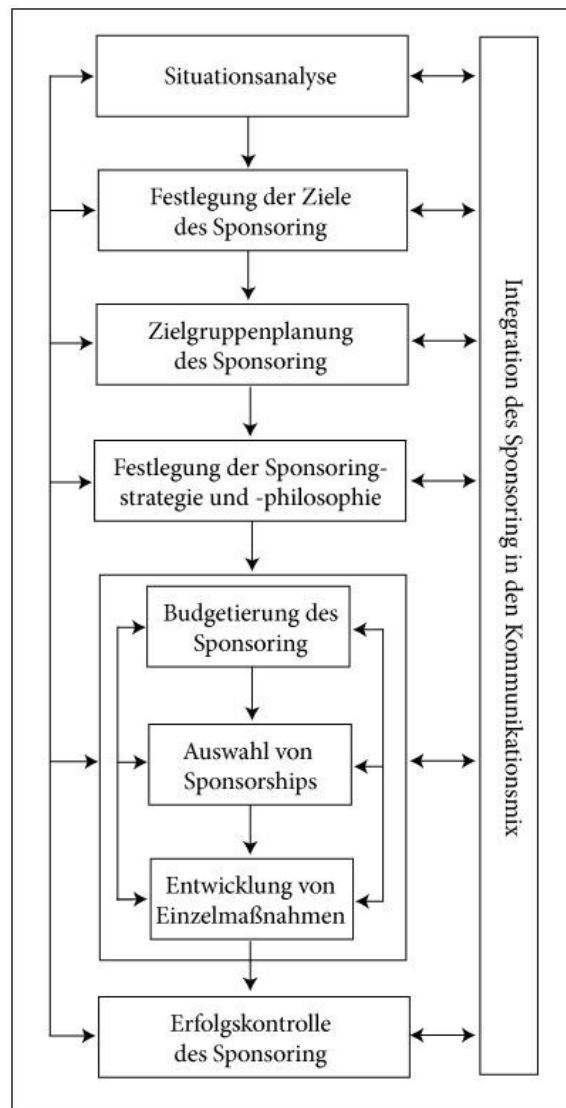 Situationsanalyse
Festlegung der Ziele
des Sponsoring
Zielgruppenplanung
des Sponsoring
Festlegung der Sponsoring-
strategie und -philosophie
Budgetierung des
Sponsoring
Auswahl von
Sponsorships
Entwicklung von
Einzelmaßnahmen
Erfolgskontrolle
des Sponsoring
Integration des Sponsoring in den Kommunikationsmix